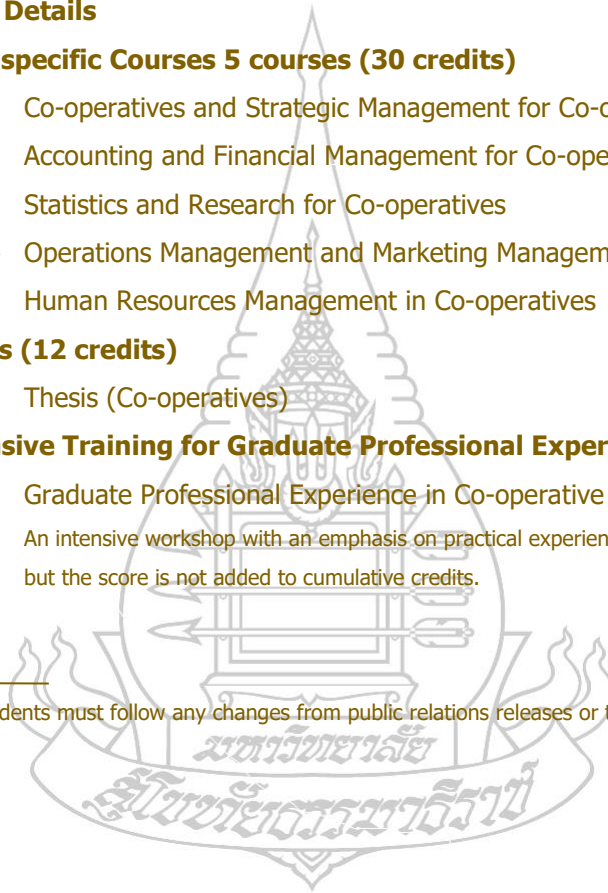 Details
specific Courses 5 courses (30 credits)
Co-operatives and Strategic Management for Co-o
Accounting and Financial Management for Co-ope
Statistics and Research for Co-operatives
Operations Management and Marketing Managem
Human Resources Management in Co-operatives
s (12 credits)
Thesis (Co-operatives)
nsive Training for Graduate Professional Exper
Graduate Professional Experience in Co-operative
An intensive workshop with an emphasis on practical experien
but the score is not added to cumulative credits.
dents must follow any changes from public relations releases or t
มหาวิทยาลัย
สุโขทัยธรรมาธิราช